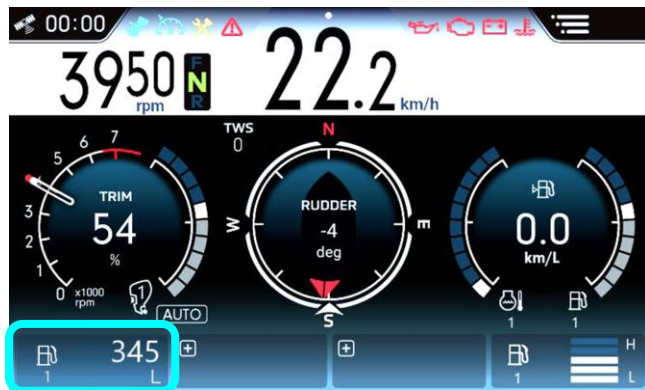 00:00
3950 rpm
F
N
R
22.2 km/h
TWS
0
7
6
5
3
2
1
0
x1000
rpm
TRIM
54
%
1
AUTO
N
W
E
S
RUDDER
-4
deg
0.0
km/L
1
1
1
345
L
1
H
L